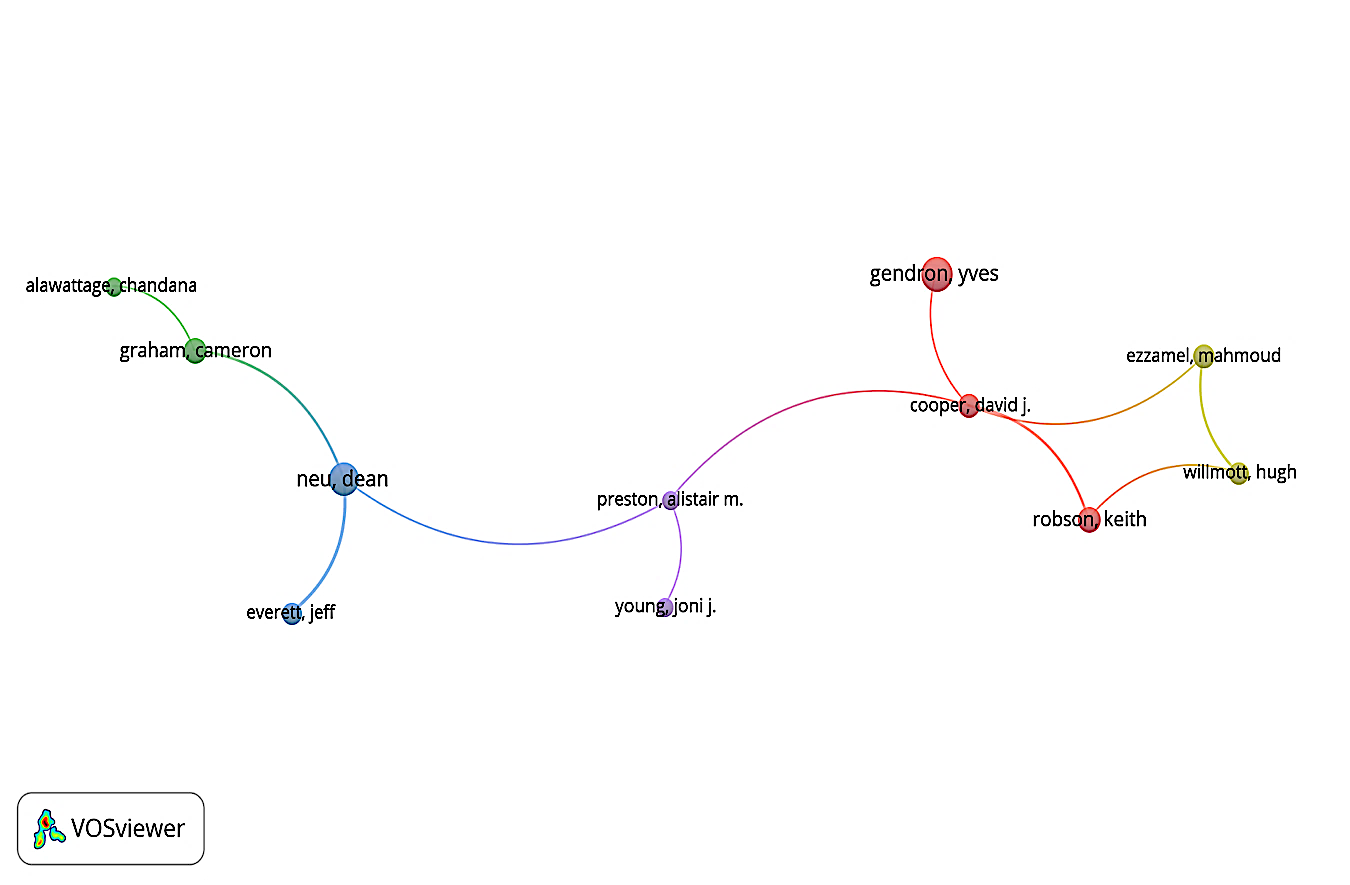 gendron, yves
alawattage, chandana
graham, cameron
ezzamel, mahmoud
cooper, david j.
neu, dean
willmott, hugh
preston, alistair m.
robson, keith
everett, jeff
young, joni j.
VOSviewer